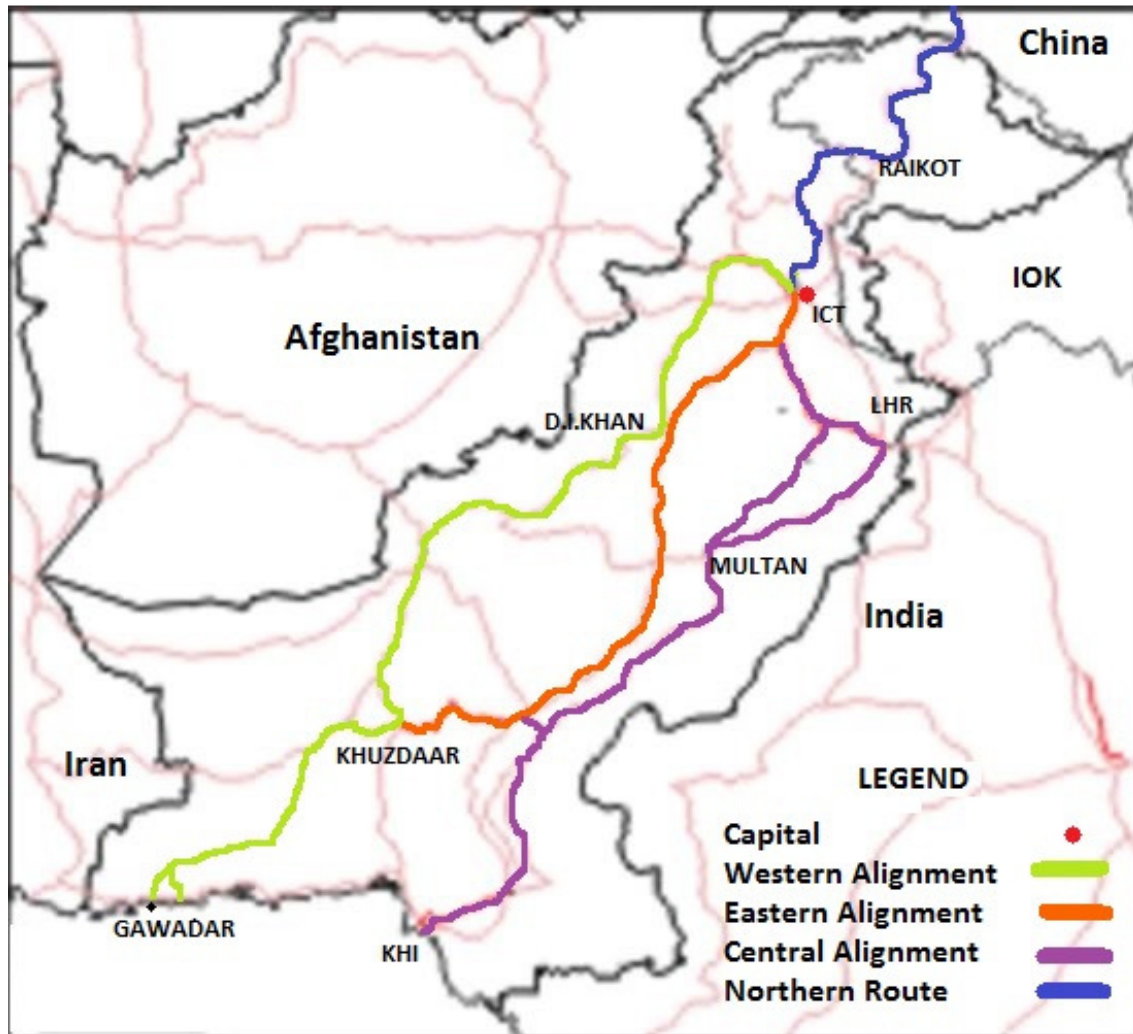 China
RAIKOT
IOK
ICT
Afghanistan
LHR
D.I.KHAN
MULTAN
India
KHUZDAAR
Iran
LEGEND
Capital
Western Alignment
GAWADAR
Eastern Alignment
KHI
Central Alignment
Northern Route